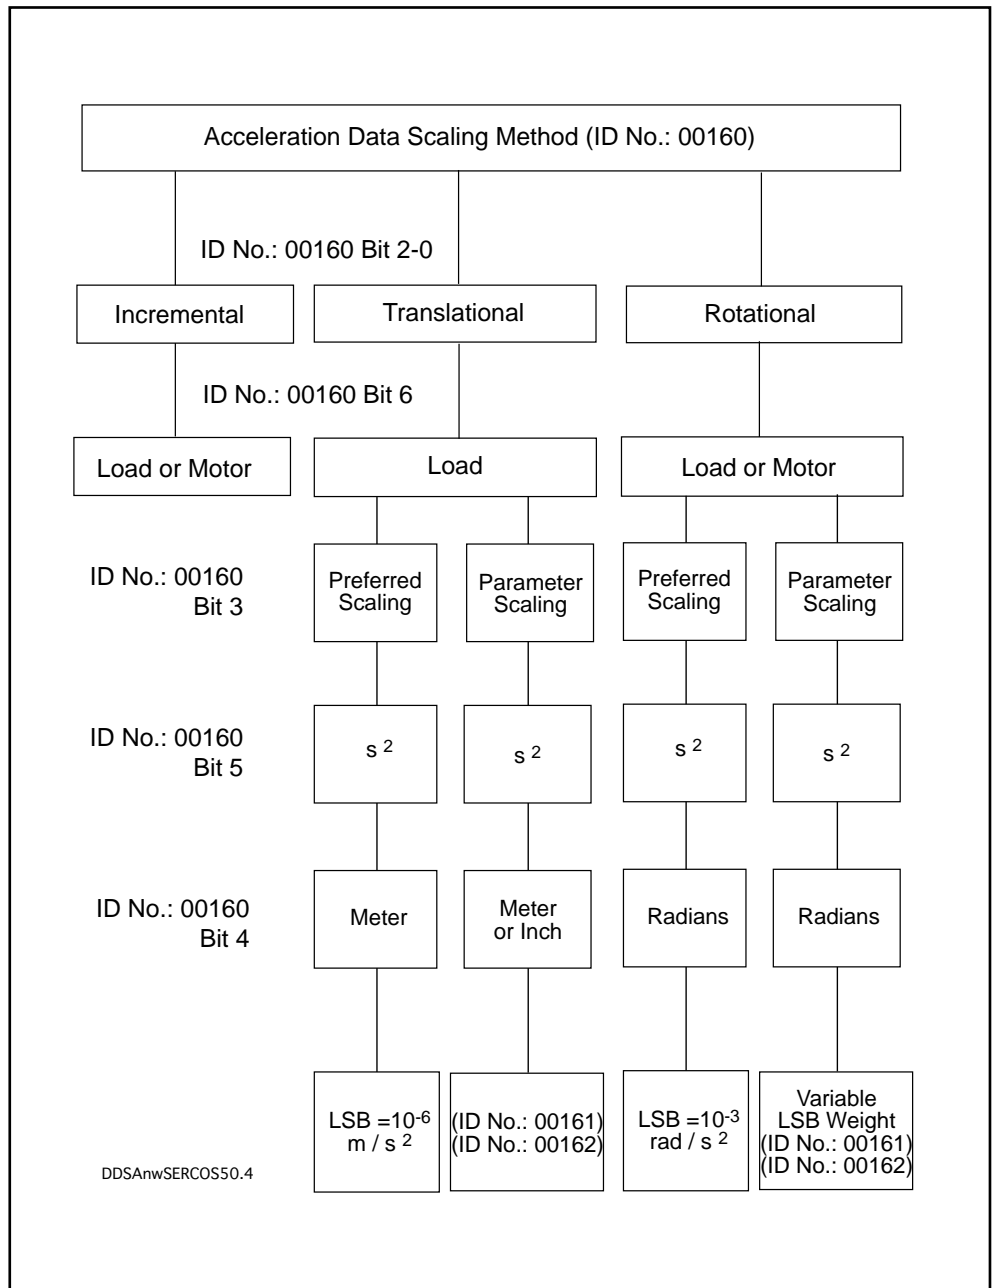 Acceleration Data Scaling Method (ID No.: 00160)
ID No.: 00160 Bit 2-0
Incremental
Translational
Rotational
ID No.: 00160 Bit 6
Load or Motor
Load
Load or Motor
ID No.: 00160
Bit 3
Preferred
Scaling
Parameter
Scaling
Preferred
Scaling
Parameter
Scaling
ID No.: 00160
Bit 5
s 2
s 2
s 2
s 2
ID No.: 00160
Bit 4
Meter
Meter
or Inch
Radians
Radians
LSB =10-6
m / s 2
(ID No.: 00161)
(ID No.: 00162)
LSB =10-3
rad / s 2
Variable
LSB Weight
(ID No.: 00161)
(ID No.: 00162)
DDSAnwSERCOS50.4